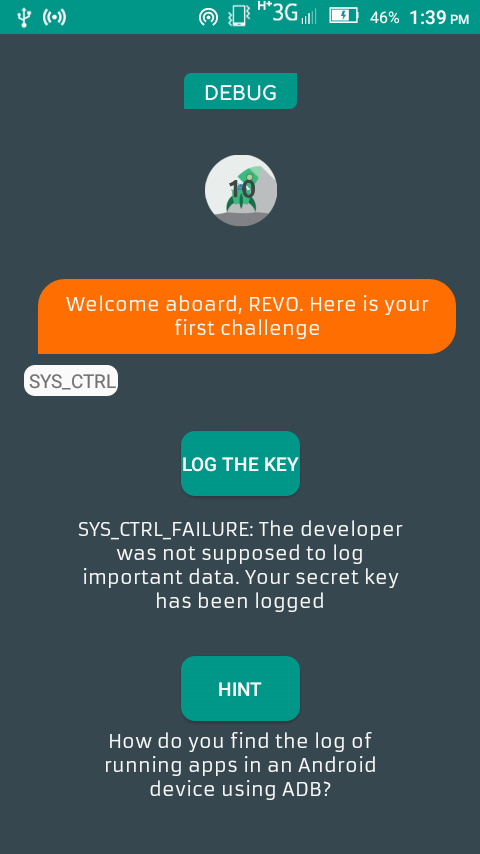 H+ 3G 46% 1:39 PM
DEBUG
10
Welcome aboard, REVO. Here is your
first challenge
SYS_CTRL
LOG THE KEY
SYS_CTRL_FAILURE: The developer
was not supposed to log
important data. Your secret key
has been logged
HINT
How do you find the log of
running apps in an Android
device using ADB?